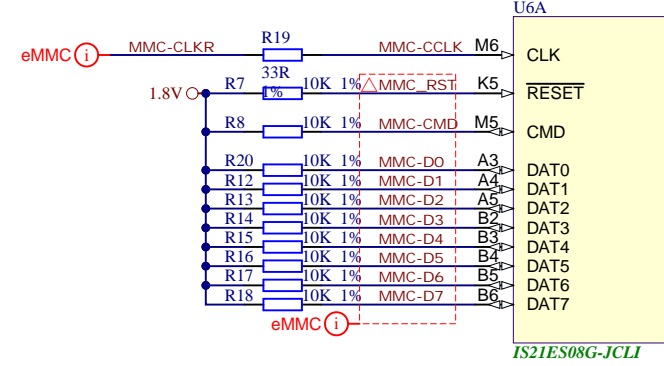 U6A
eMMC i MMC-CLKR R19 33R 1% MMC-CCLK M6 CLK
1.8V R7 10K 1% MMC_RST K5 RESET
R8 10K 1% MMC-CMD M5 CMD
R20 10K 1% MMC-D0 A3 DAT0
R12 10K 1% MMC-D1 A4 DAT1
R13 10K 1% MMC-D2 A5 DAT2
R14 10K 1% MMC-D3 B2 DAT3
R15 10K 1% MMC-D4 B3 DAT4
R16 10K 1% MMC-D5 B4 DAT5
R17 10K 1% MMC-D6 B5 DAT6
R18 10K 1% MMC-D7 B6 DAT7
eMMC i
IS21ES08G-JCLI